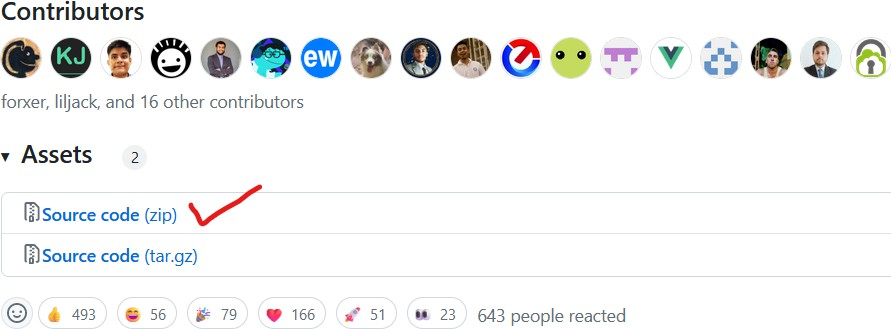 Contributors
KJ ew
forxer, liljack, and 16 other contributors
Assets 2
Source code (zip)
Source code (tar.gz)
493 56 79 166 51 23 643 people reacted